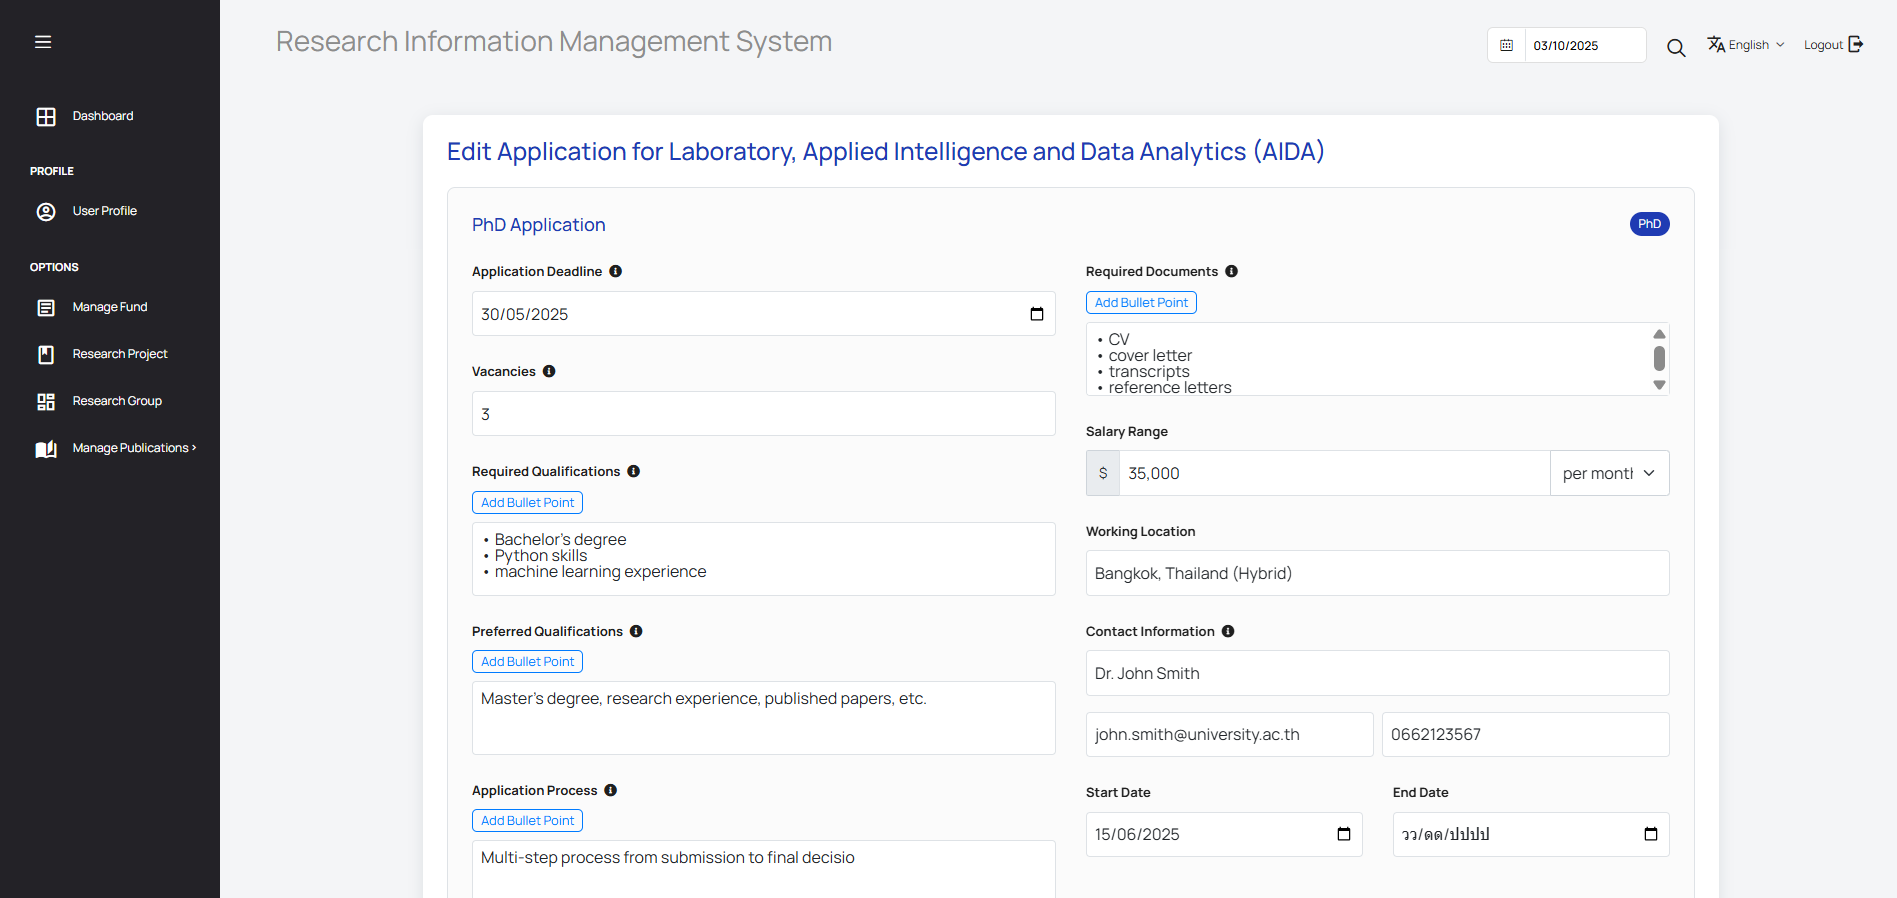 Research Information Management System
03/10/2025
English
Logout
Dashboard
PROFILE
User Profile
OPTIONS
Manage Fund
Research Project
Research Group
Manage Publications ›
Edit Application for Laboratory, Applied Intelligence and Data Analytics (AIDA)
PhD Application
PhD
Application Deadline
30/05/2025
Vacancies
3
Required Qualifications
Add Bullet Point
• Bachelor's degree
• Python skills
• machine learning experience
Preferred Qualifications
Add Bullet Point
Master's degree, research experience, published papers, etc.
Application Process
Add Bullet Point
Multi-step process from submission to final decisio
Required Documents
Add Bullet Point
• CV
• cover letter
• transcripts
• reference letters
Salary Range
$ 35,000 per month
Working Location
Bangkok, Thailand (Hybrid)
Contact Information
Dr. John Smith
john.smith@university.ac.th 0662123567
Start Date End Date
15/06/2025 วว/ดด/ปปปป